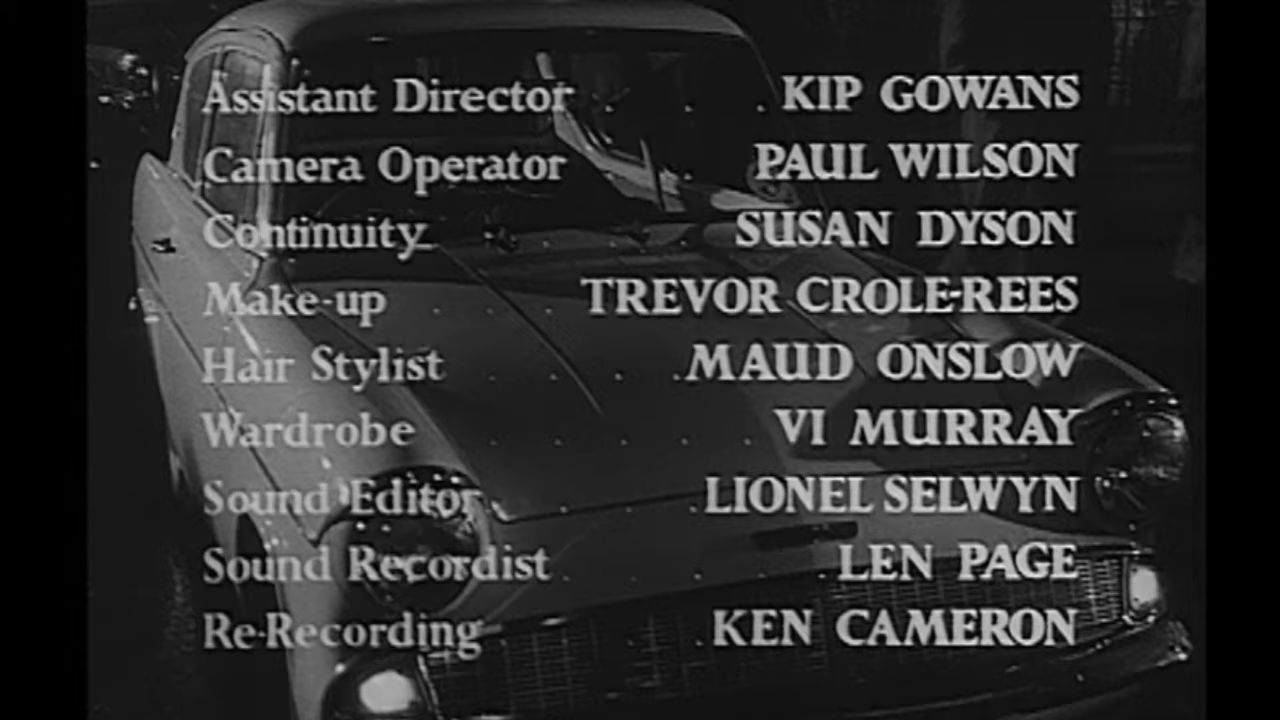 Assistant Director . . . KIP GOWANS
Camera Operator . PAUL WILSON
Continuity . . . . SUSAN DYSON
Make-up . . . TREVOR CROLE-REES
Hair Stylist . . . . MAUD ONSLOW
Wardrobe . . . . . VI MURRAY
Sound Editor . . . LIONEL SELWYN
Sound Recordist . . . . . LEN PAGE
Re-Recording . . . KEN CAMERON